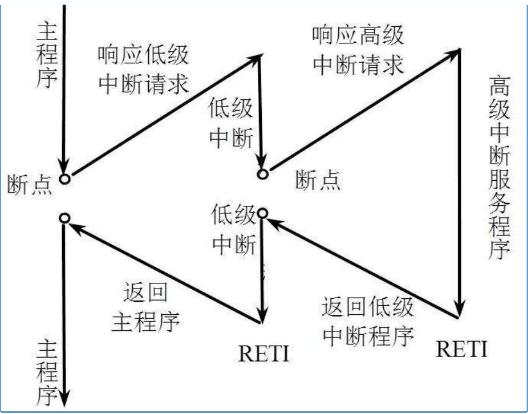 主程序
响应低级
中断请求
低级
中断
响应高级
中断请求
高级中断服务程序
断点
断点
低级
中断
返回
主程序
返回低级
中断程序
主程序
RETI
RETI